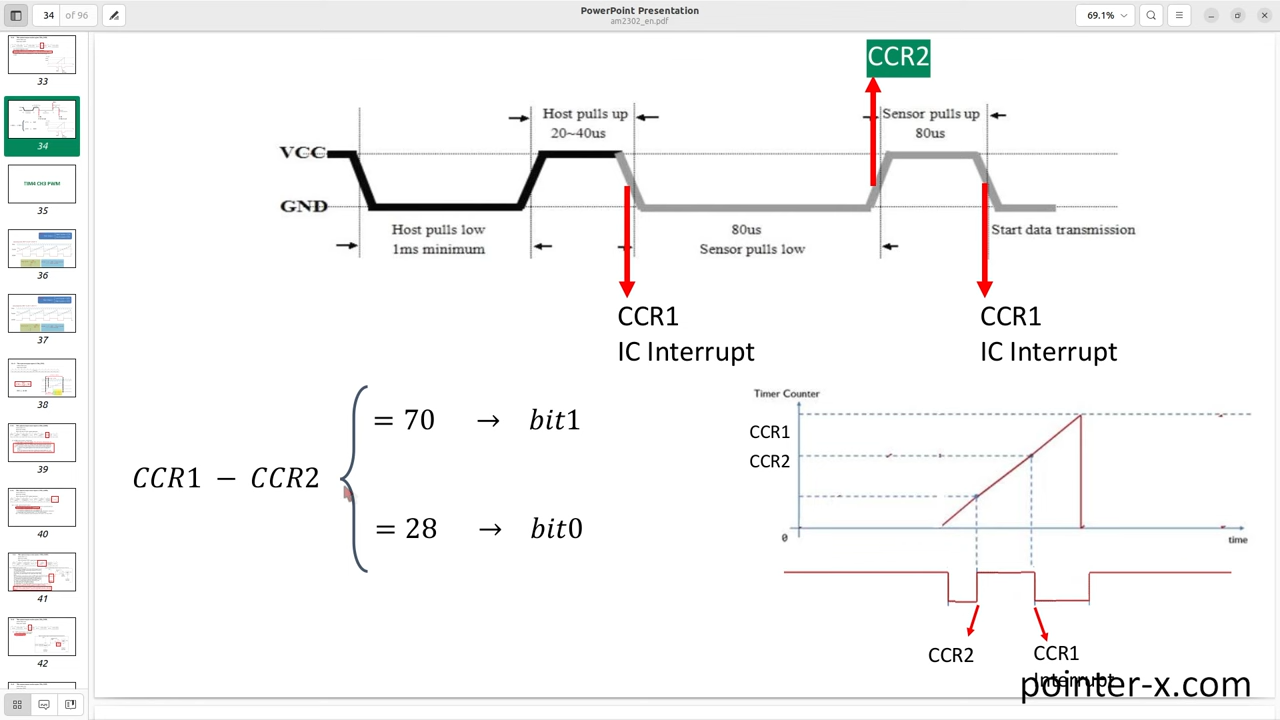 34 of 96
PowerPoint Presentation
am2302_en.pdf
69.1%
33
34
TIM4 CH3 PWM
35
36
37
38
39
40
41
42
CCR2
Host pulls up
20~40us
Sensor pulls up
80us
VCC
GND
Host pulls low
1ms minimum
80us
Sensor pulls low
Start data transmission
CCR1
IC Interrupt
CCR1
IC Interrupt
CCR1 − CCR2
= 70 → bit1
= 28 → bit0
Timer Counter
CCR1
CCR2
0
time
CCR2
CCR1
Interrupt
pointer-x.com